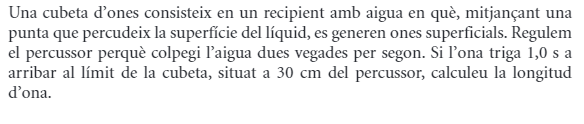 Una cubeta d’ones consisteix en un recipient amb aigua en què, mitjançant una
punta que percudeix la superfície del líquid, es generen ones superficials. Regulem
el percussor perquè colpegi l’aigua dues vegades per segon. Si l’ona triga 1,0 s a
arribar al límit de la cubeta, situat a 30 cm del percussor, calculeu la longitud
d’ona.